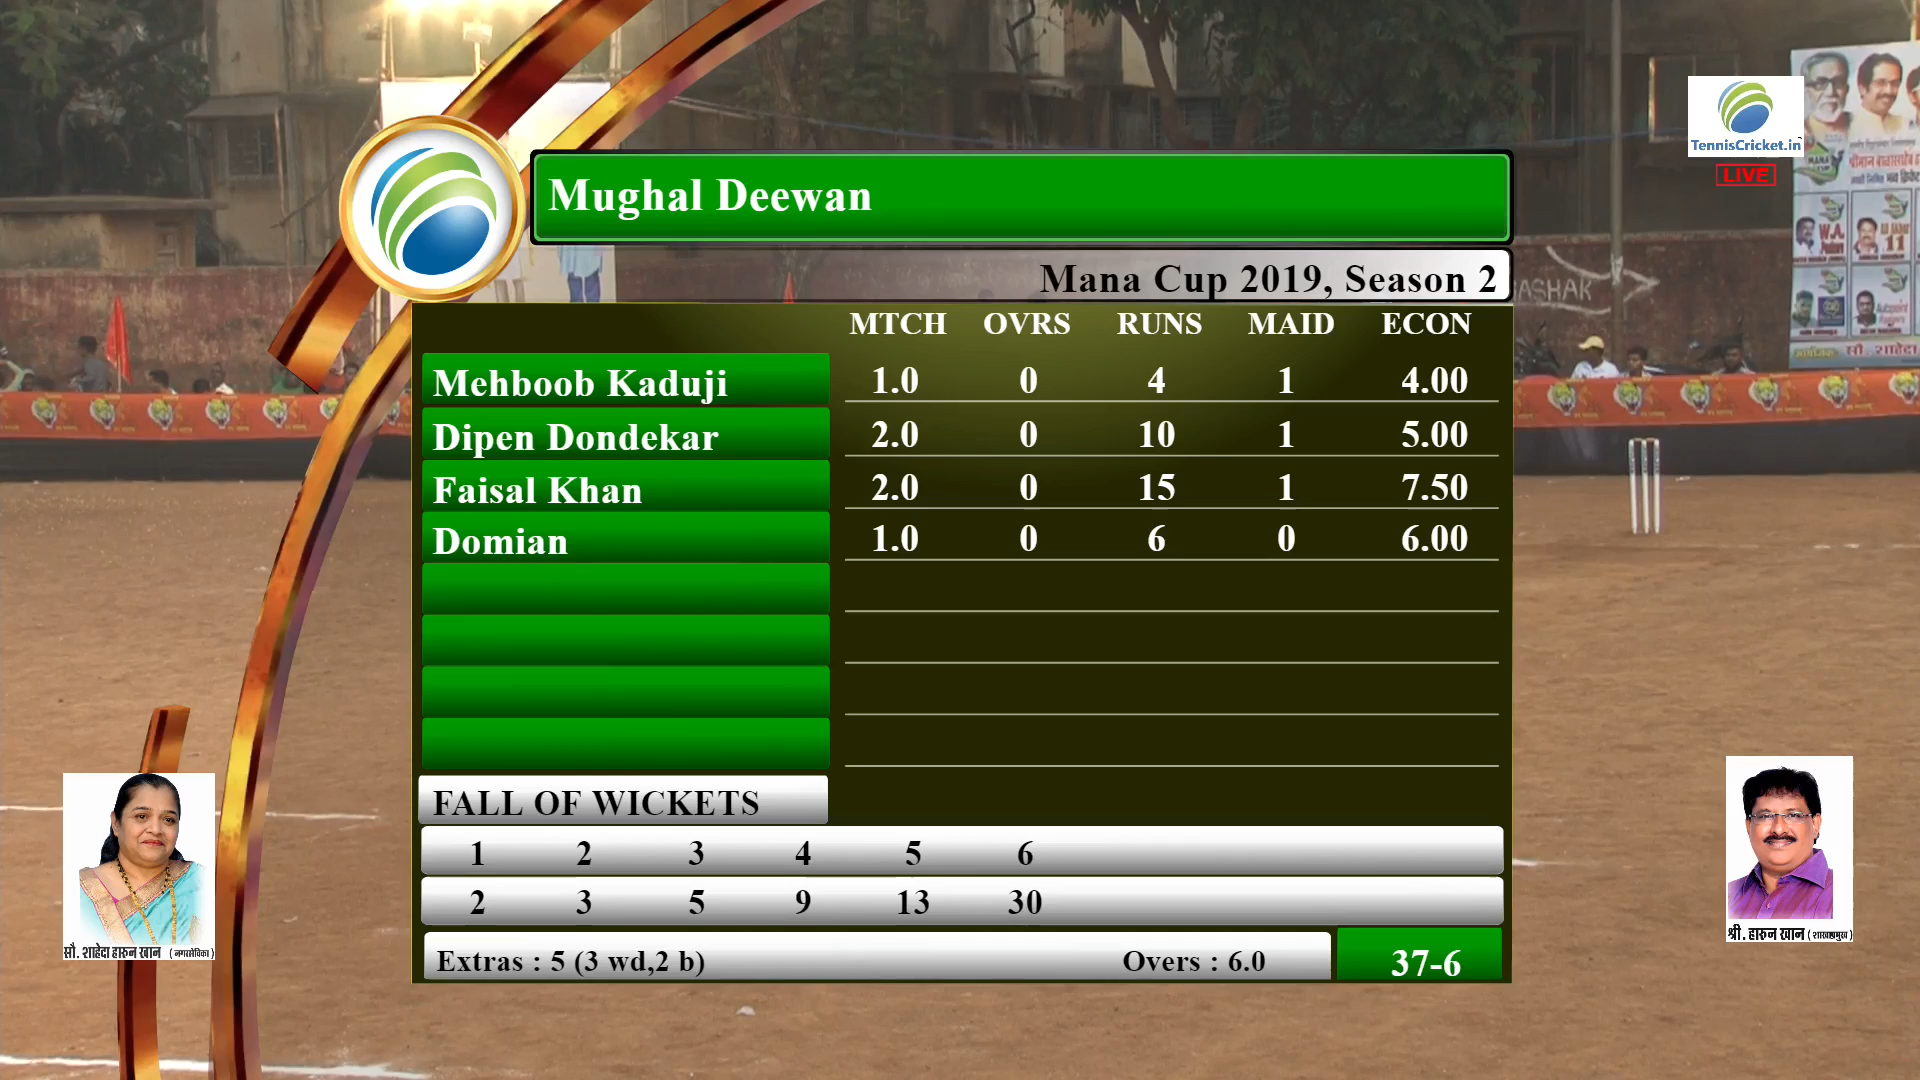 TennisCricket.in
LIVE
Mughal Deewan
Mana Cup 2019, Season 2
MTCH OVRS RUNS MAID ECON
Mehboob Kaduji 1.0 0 4 1 4.00
Dipen Dondekar 2.0 0 10 1 5.00
Faisal Khan 2.0 0 15 1 7.50
Domian 1.0 0 6 0 6.00
FALL OF WICKETS
1 2 3 4 5 6
2 3 5 9 13 30
Extras : 5 (3 wd,2 b) Overs : 6.0 37-6
सौ. शाहेदा हारुन खान (नगरसेविका)
श्री. हारुन खान (शाखाप्रमुख)
W.A.
11
सौ. शाहेदा